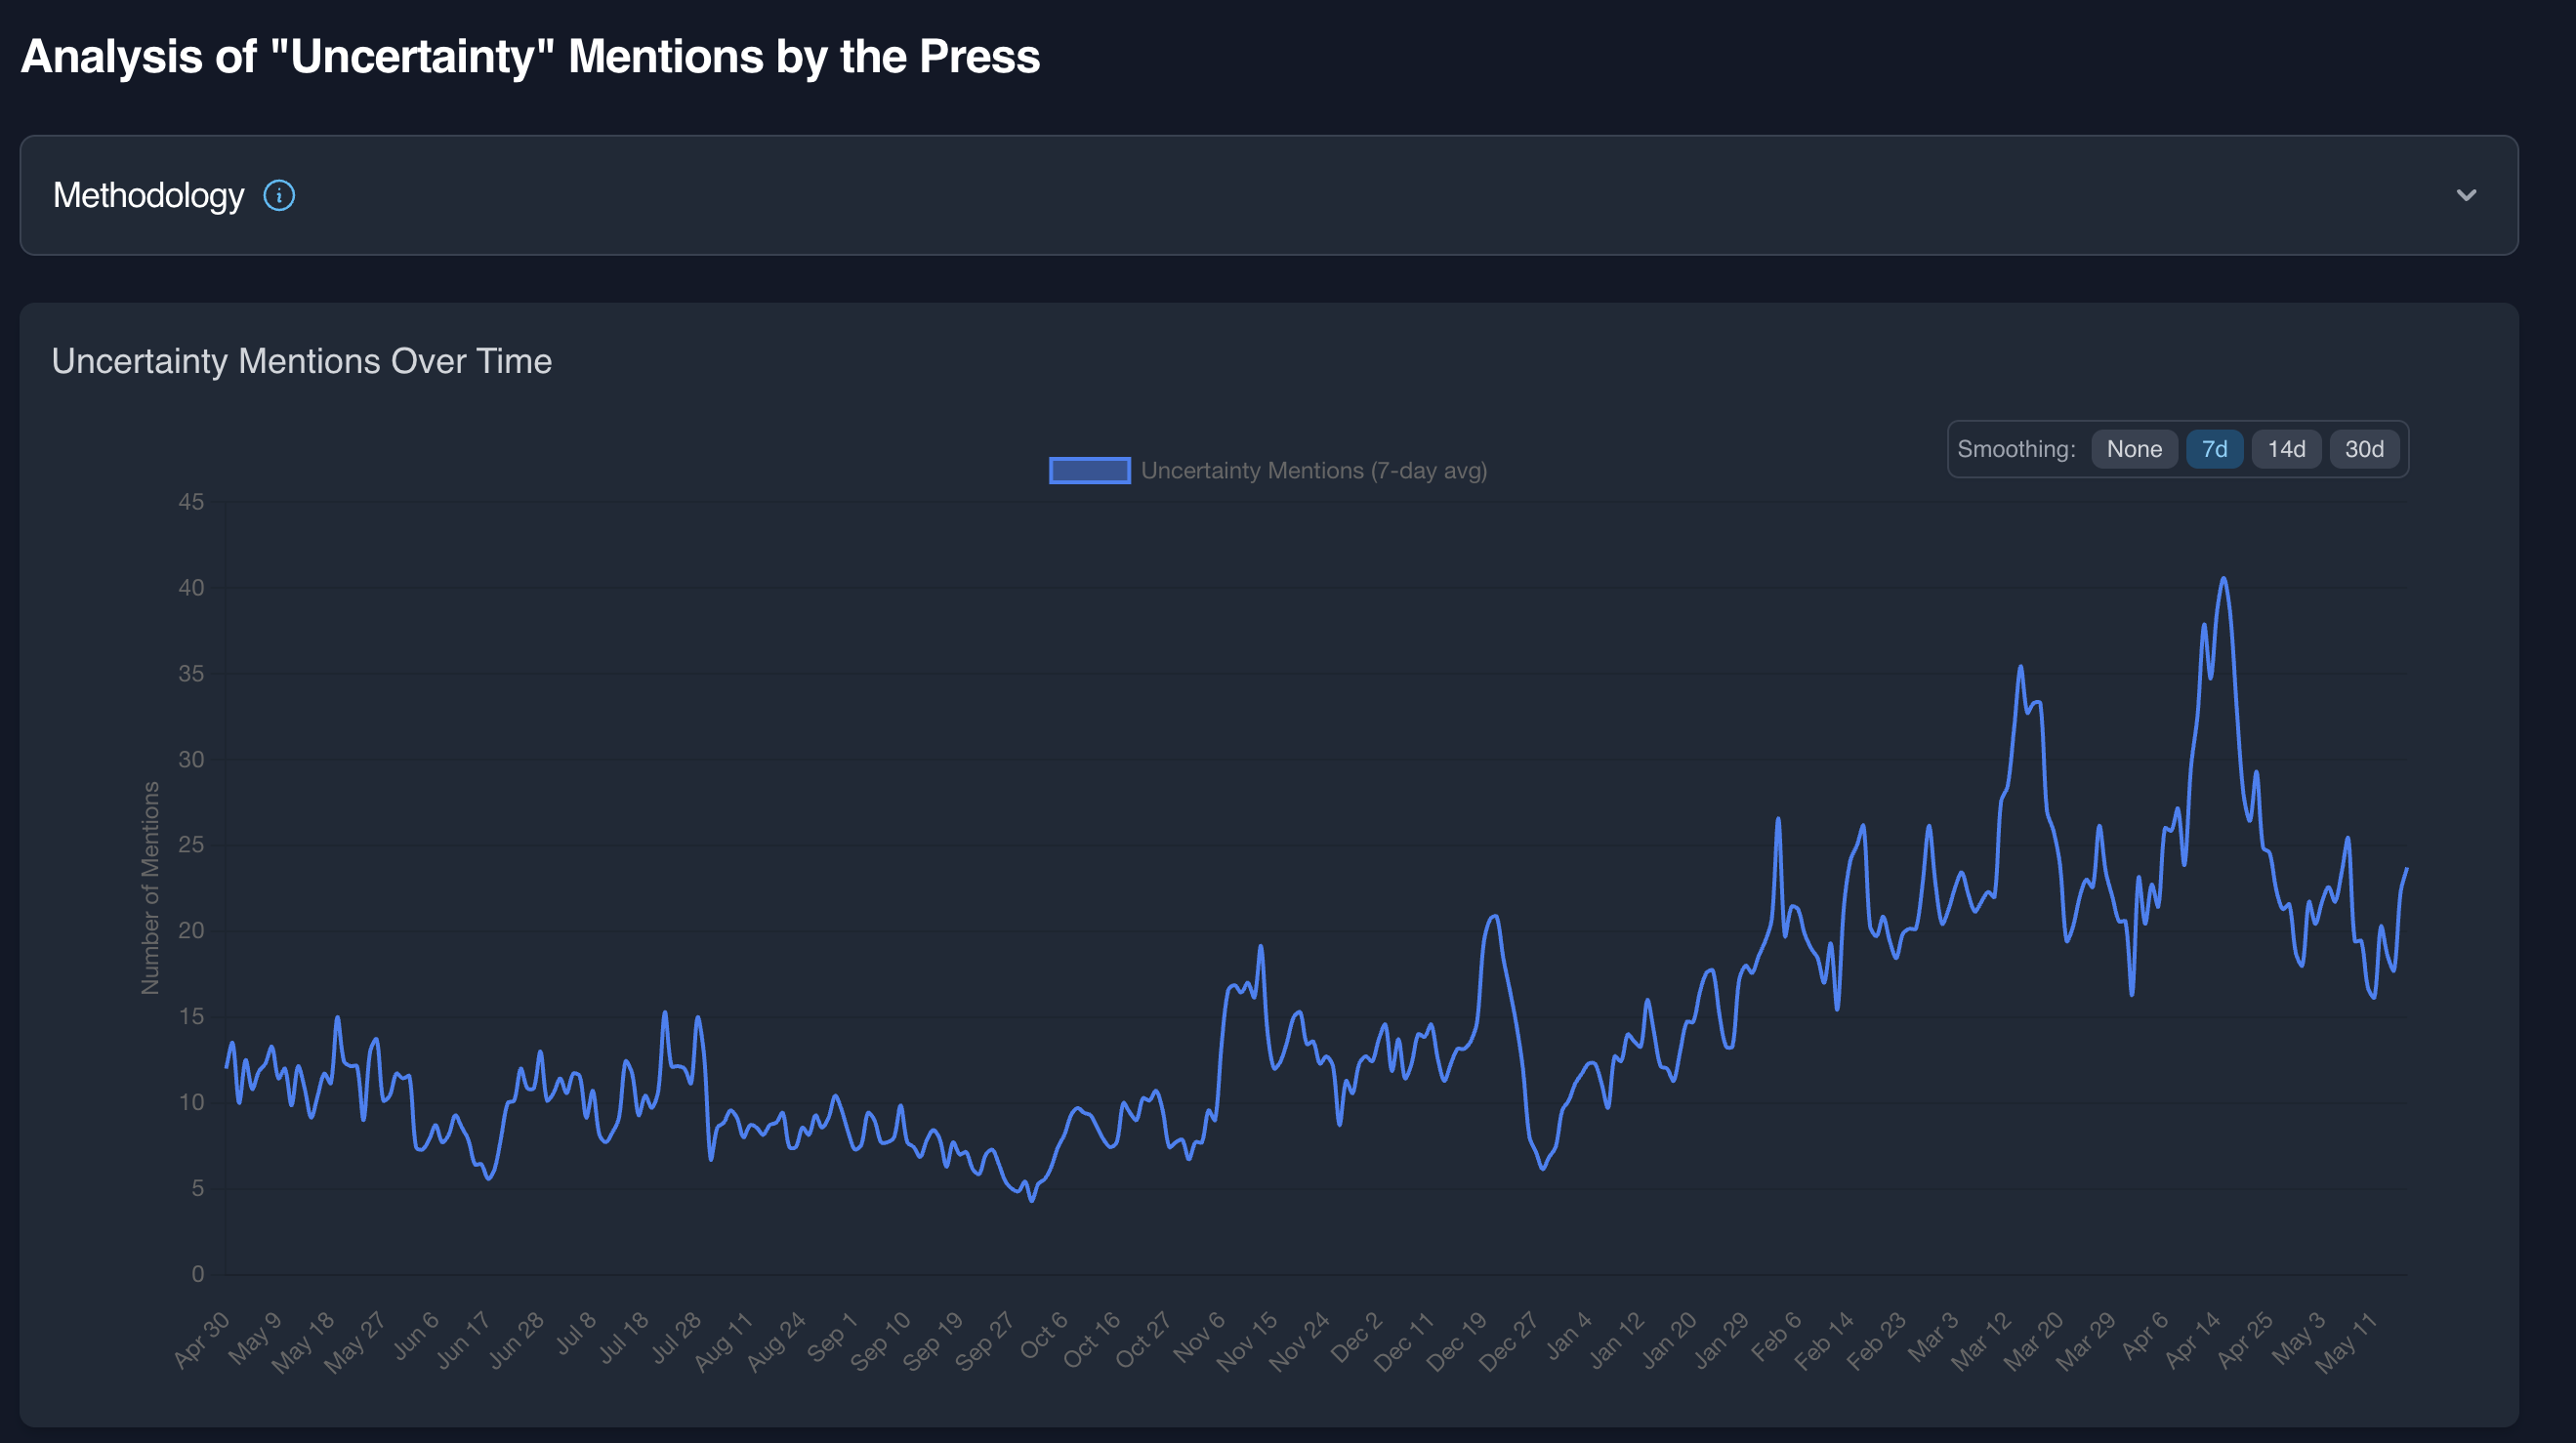 Analysis of "Uncertainty" Mentions by the Press
Methodology
Uncertainty Mentions Over Time
Smoothing: None 7d 14d 30d
Uncertainty Mentions (7-day avg)
Number of Mentions
45
40
35
30
25
20
15
10
5
0
Apr 30 May 9 May 18 May 27 Jun 6 Jun 17 Jun 28 Jul 8 Jul 18 Jul 28 Aug 11 Aug 24 Sep 1 Sep 10 Sep 19 Sep 27 Oct 6 Oct 16 Oct 27 Nov 6 Nov 15 Nov 24 Dec 2 Dec 11 Dec 19 Dec 27 Jan 4 Jan 12 Jan 20 Jan 29 Feb 6 Feb 14 Feb 23 Mar 3 Mar 12 Mar 20 Mar 29 Apr 6 Apr 14 Apr 25 May 3 May 11